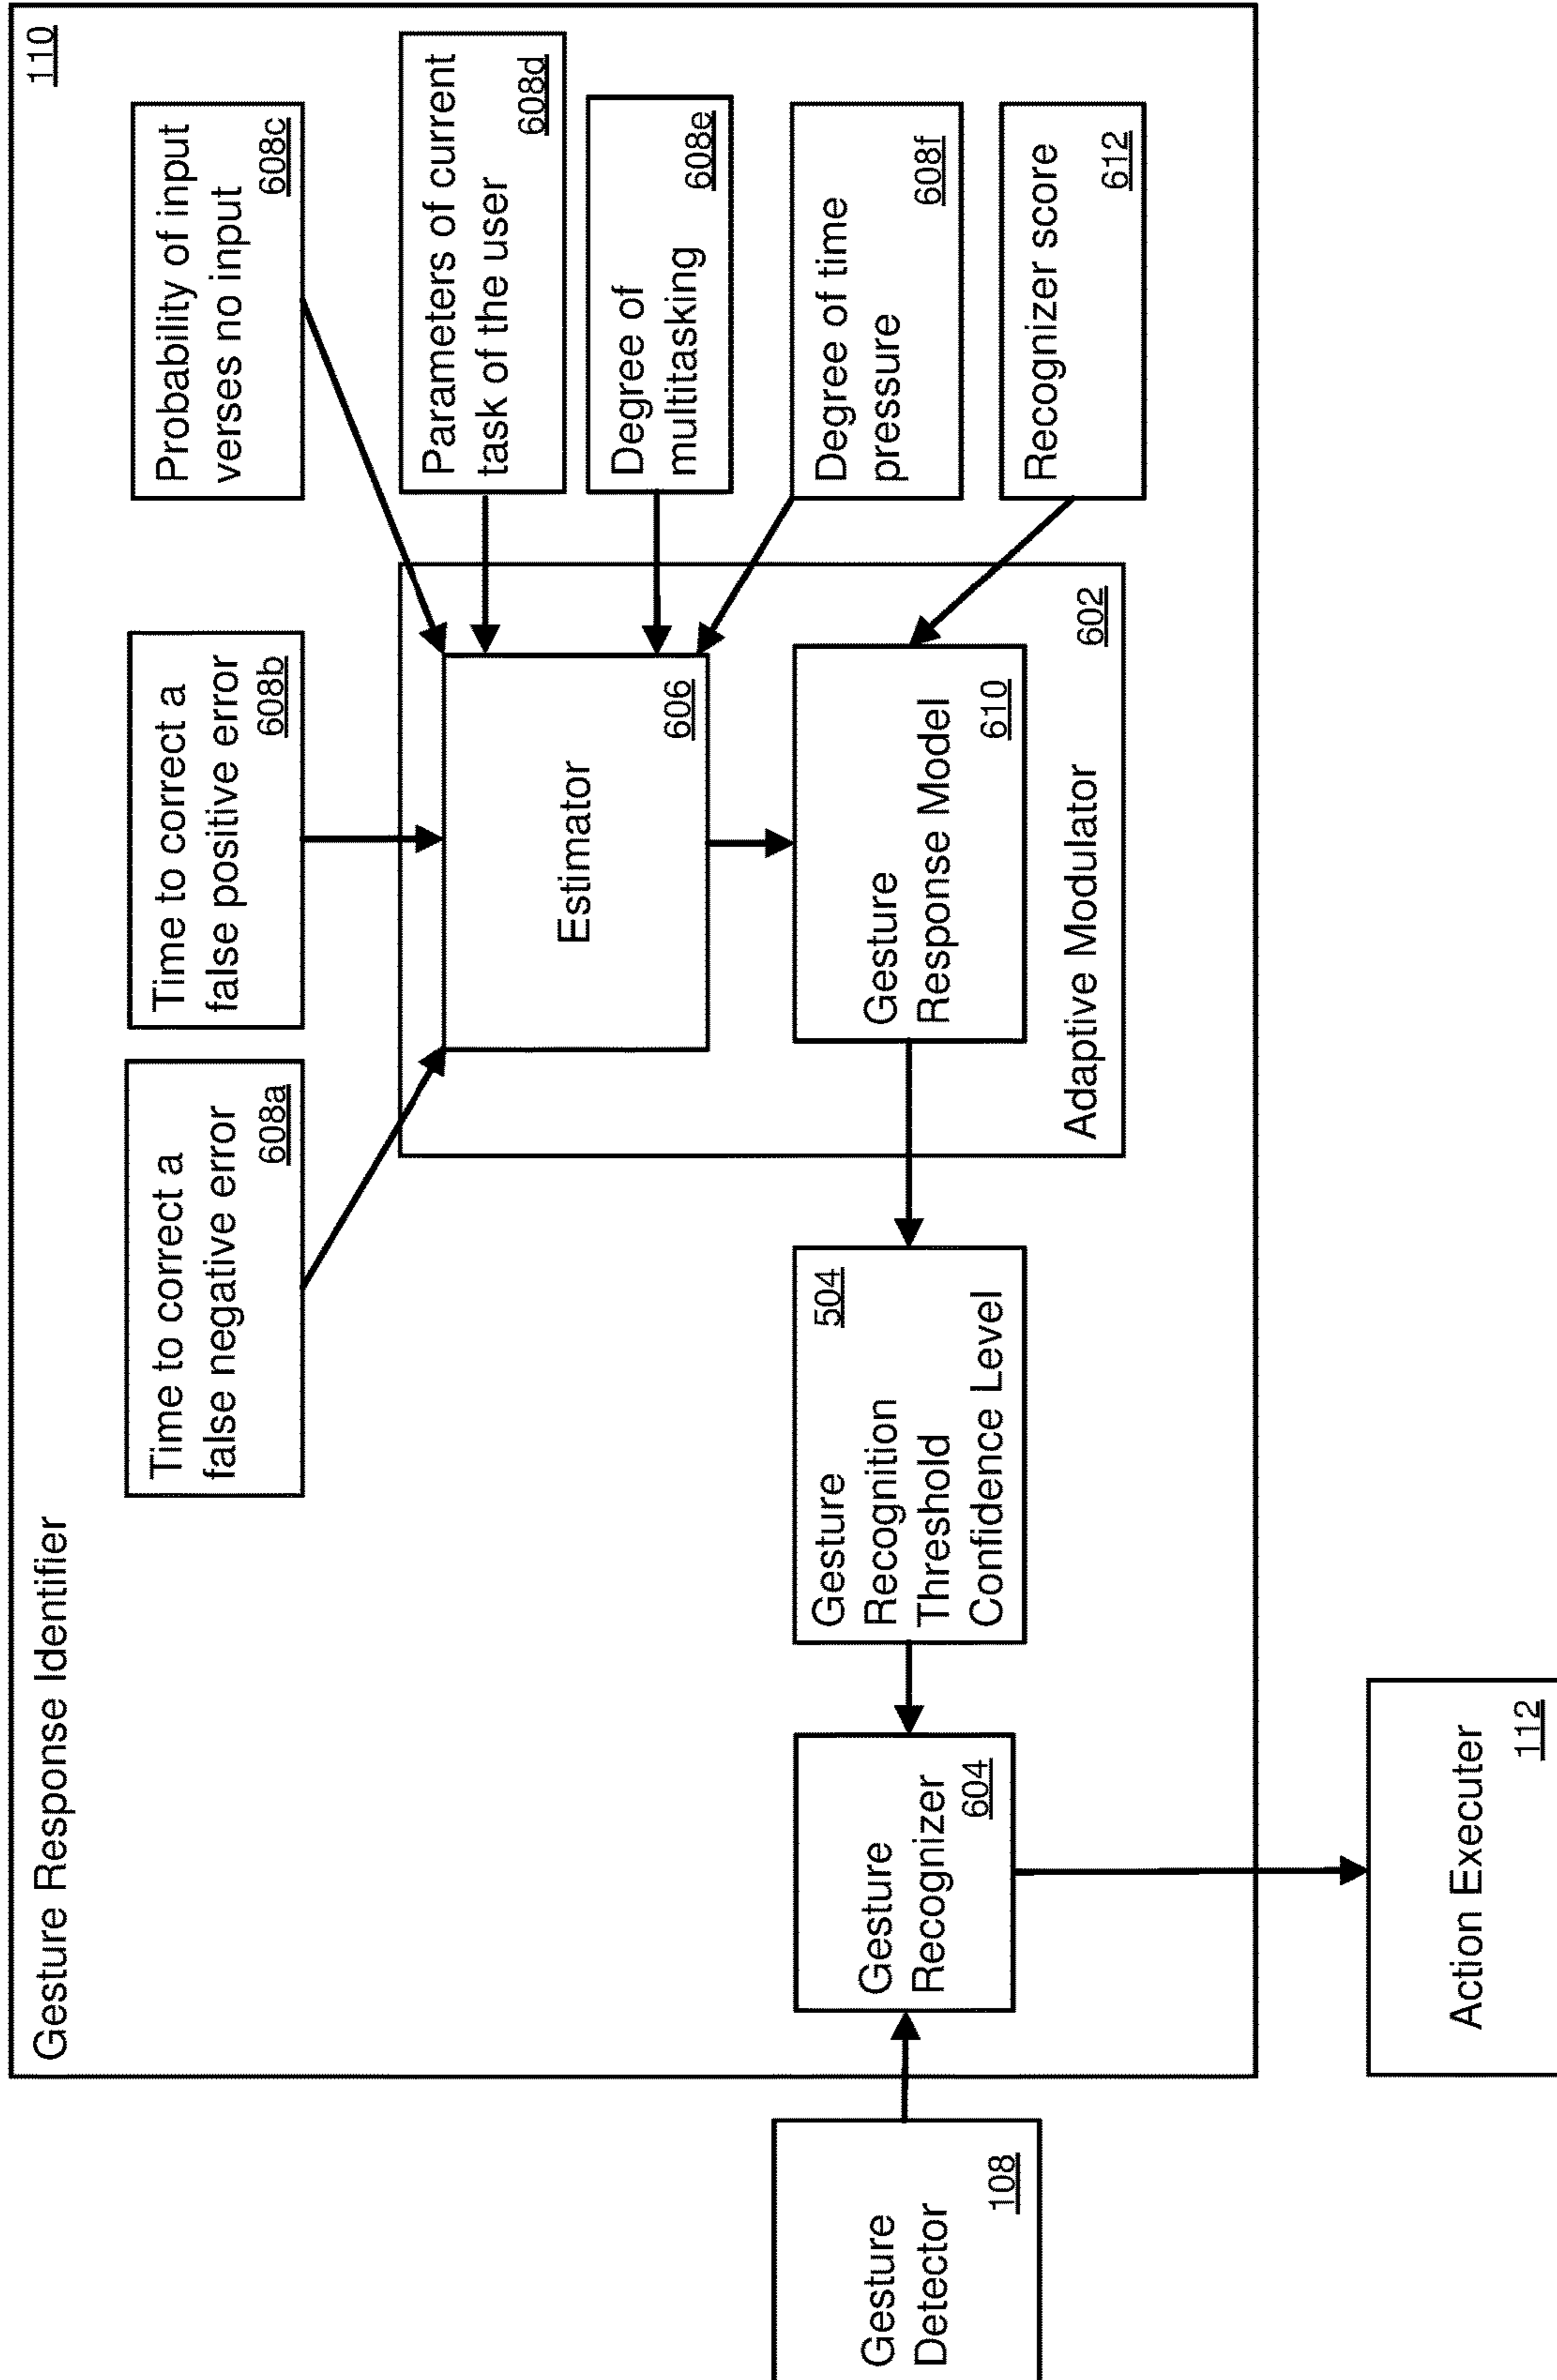 Gesture Response Identifier
110
Time to correct a
false negative error
608a
Time to correct a
false positive error
608b
Probability of input
verses no input
608c
Parameters of current
task of the user
608d
Degree of
multitasking
608e
Degree of time
pressure
608f
Recognizer score
612
Estimator
606
Gesture
Response Model
610
Adaptive Modulator
602
504
Gesture
Recognition
Threshold
Confidence Level
Gesture
Recognizer
604
Gesture
Detector
108
Action Executer
112